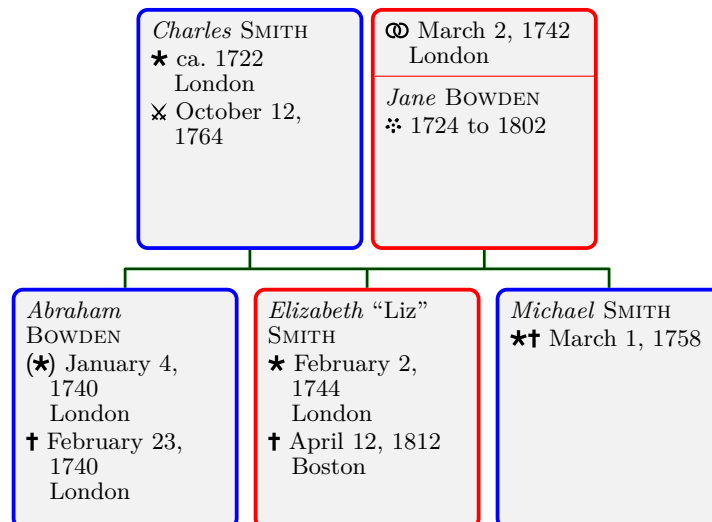 Charles SMITH
* ca. 1722
London
⚔ October 12,
1764
⚭ March 2, 1742
London
Jane BOWDEN
1724 to 1802
Abraham
BOWDEN
(*) January 4,
1740
London
† February 23,
1740
London
Elizabeth “Liz”
SMITH
* February 2,
1744
London
† April 12, 1812
Boston
Michael SMITH
*† March 1, 1758